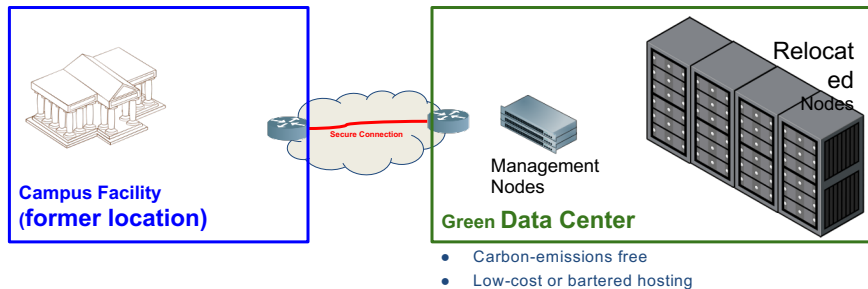 Relocat
ed
Nodes
Secure Connection
Management
Nodes
Campus Facility
(former location)
Green Data Center
● Carbon-emissions free
● Low-cost or bartered hosting